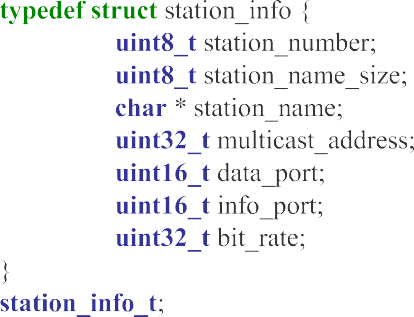 typedef struct station_info {
uint8_t station_number;
uint8_t station_name_size;
char * station_name;
uint32_t multicast_address;
uint16_t data_port;
uint16_t info_port;
uint32_t bit_rate;
}
station_info_t;